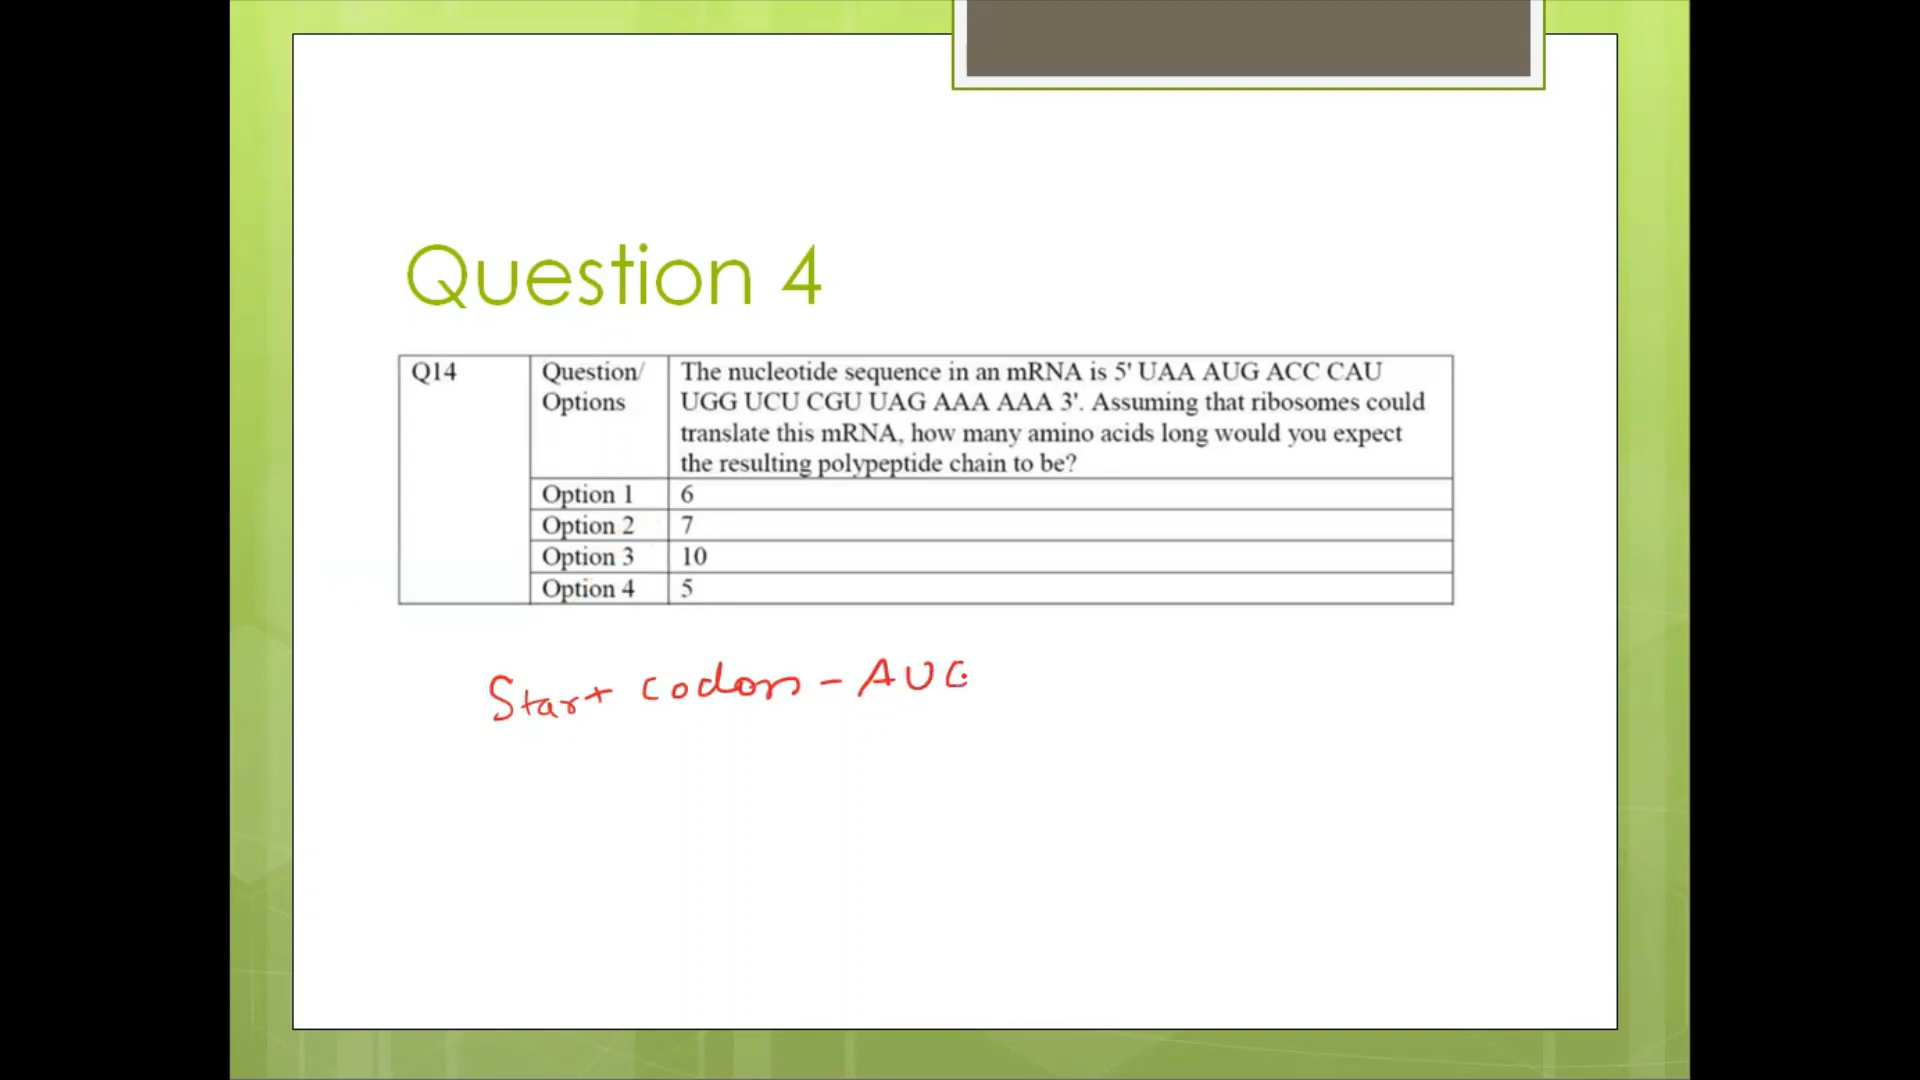 Question 4
Q14
Question/
Options
The nucleotide sequence in an mRNA is 5' UAA AUG ACC CAU
UGG UCU CGU UAG AAA AAA 3'. Assuming that ribosomes could
translate this mRNA, how many amino acids long would you expect
the resulting polypeptide chain to be?
Option 1 6
Option 2 7
Option 3 10
Option 4 5
Start codon - AUG